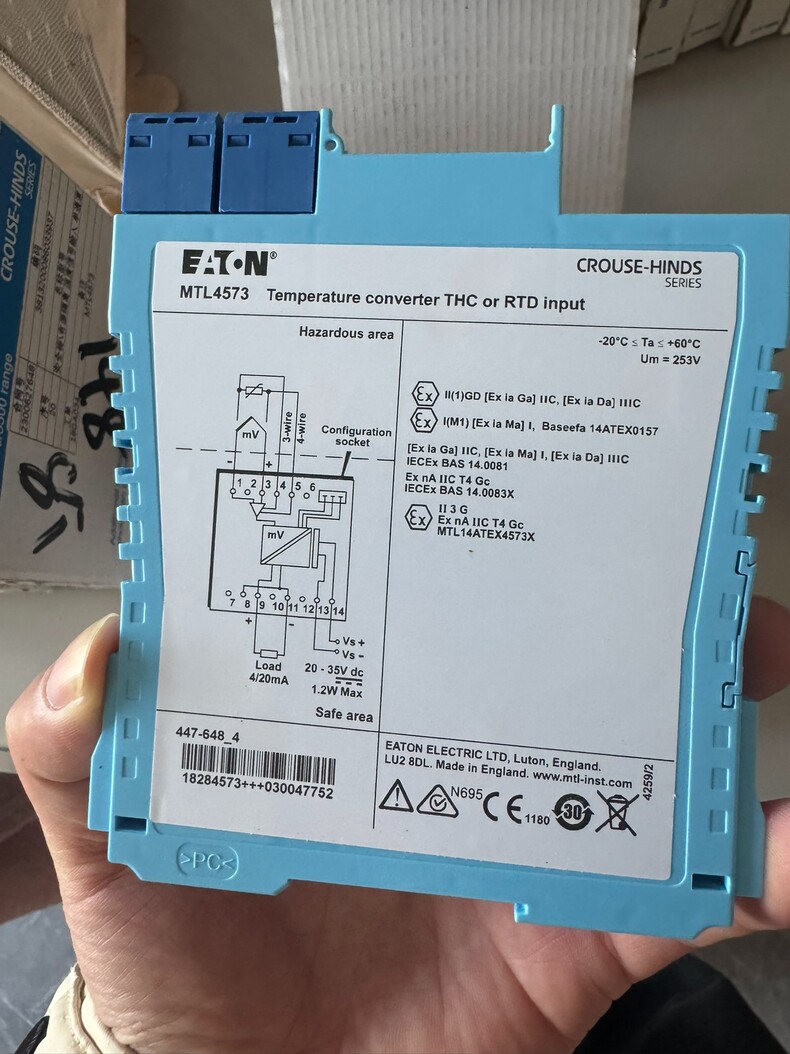 EATON®
CROUSE-HINDS
SERIES
MTL4573 Temperature converter THC or RTD input
Hazardous area
-20°C ≤ Ta ≤ +60°C
Um = 253V
3-wire
4-wire
mV
Configuration
socket
- +
1 2 3 4 5 6
mV
7 8 9 10 11 12 13 14
+ -
Vs +
Vs -
Load
4/20mA
20 - 35V dc
1.2W Max
Safe area
II(1)GD [Ex ia Ga] IIC, [Ex ia Da] IIIC
I(M1) [Ex ia Ma] I, Baseefa 14ATEX0157
[Ex ia Ga] IIC, [Ex ia Ma] I, [Ex ia Da] IIIC
IECEx BAS 14.0081
Ex nA IIC T4 Gc
IECEx BAS 14.0083X
II 3 G
Ex nA IIC T4 Gc
MTL14ATEX4573X
447-648_4
18284573+++030047752
EATON ELECTRIC LTD, Luton, England.
LU2 8DL. Made in England. www.mtl-inst.com
4259/2
N695
CE 1180
30
>PC<
CROUSE-HINDS
SERIES
MTL4573
20
148